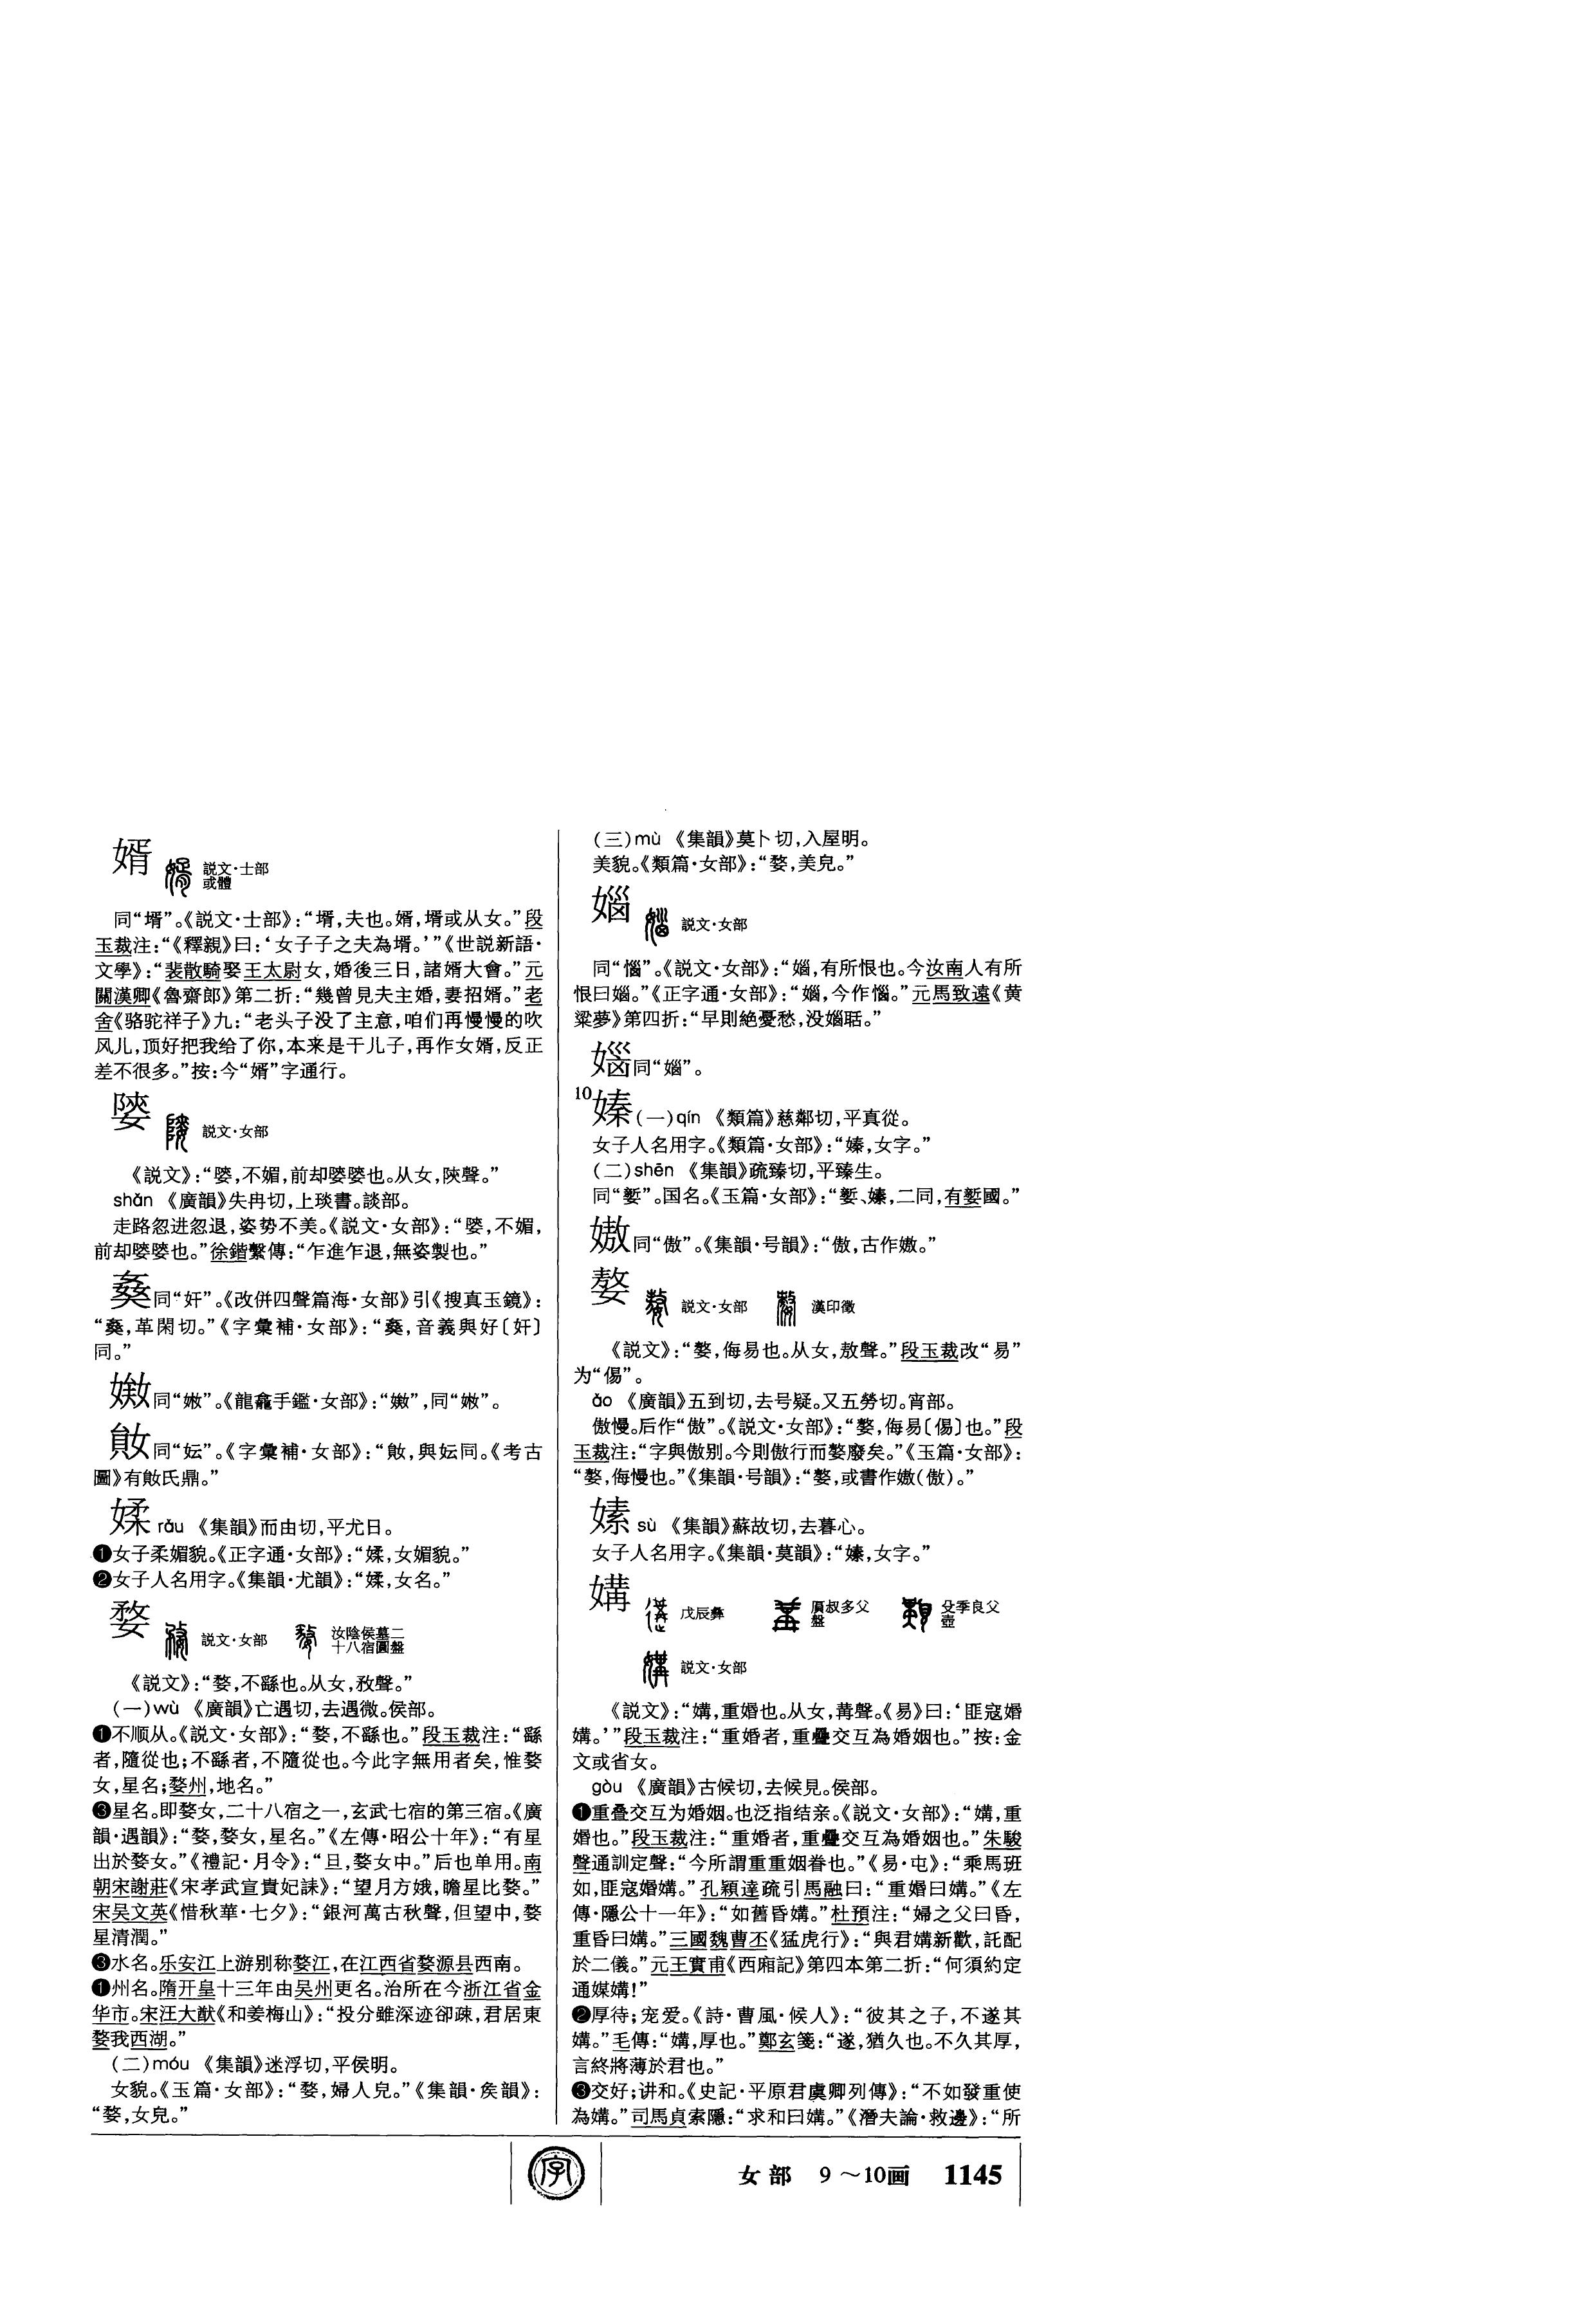 婿 説文·士部
或體
同“壻”。《説文·士部》：“壻，夫也。婿，壻或从女。”段
玉裁注：“《釋親》曰：‘女子子之夫為壻。’”《世説新語·
文學》：“裴散騎娶王太尉女，婚後三日，諸婿大會。”元
關漢卿《魯齋郎》第二折：“幾曾見夫主婚，妻招婿。”老
舍《骆驼祥子》九：“老头子没了主意，咱们再慢慢的吹
风儿，顶好把我给了你，本来是干儿子，再作女婿，反正
差不很多。”按：今“婿”字通行。
㛼 説文·女部
《説文》：“㛼，不媚，前却㛼㛼也。从女，陝聲。”
shǎn 《廣韻》失冉切，上琰書。談部。
走路忽进忽退，姿势不美。《説文·女部》：“㛼，不媚，
前却㛼㛼也。”徐鍇繫傳：“乍進乍退，無姿製也。”
同“奸”。《改併四聲篇海·女部》引《搜真玉鏡》：
革閑切。”《字彙補·女部》：音義與好〔奸〕
同。”
媺同“媺”。《龍龕手鑑·女部》：
同“妘”。《字彙補·女部》：與妘同。《考古
圖》有氏鼎。”
媃 rǒu 《集韻》而由切，平尤日。
❶女子柔媚貌。《正字通·女部》：“媃，女媚貌。”
❷女子人名用字。《集韻·尤韻》：“媃，女名。”
婺 説文·女部 汝陰侯墓二
十八宿圓盤
《説文》：“婺，不繇也。从女，敄聲。”
(一)wù 《廣韻》亡遇切，去遇微。侯部。
❶不顺从。《説文·女部》：“婺，不繇也。”段玉裁注：“繇
者，隨從也；不繇者，不隨從也。今此字無用者矣，惟婺
女，星名；婺州，地名。”
❸星名。即婺女，二十八宿之一，玄武七宿的第三宿。《廣
韻·遇韻》：“婺，婺女，星名。”《左傳·昭公十年》：“有星
出於婺女。”《禮記·月令》：“旦，婺女中。”后也单用。南
朝宋謝莊《宋孝武宣貴妃誄》：“望月方娥，瞻星比婺。”
宋吴文英《惜秋華·七夕》：“銀河萬古秋聲，但望中，婺
星清潤。”
❸水名。乐安江上游别称婺江，在江西省婺源县西南。
❶州名。隋开皇十三年由吴州更名。治所在今浙江省金
华市。宋汪大猷《和姜梅山》：“投分雖深迹卻疎，君居東
婺我西湖。”
(二)móu 《集韻》迷浮切，平侯明。
女貌。《玉篇·女部》：“婺，婦人皃。”《集韻·矦韻》：
“婺，女皃。”
(三)mù 《集韻》莫卜切，入屋明。
美貌。《類篇·女部》：“婺，美皃。”
㛴 説文·女部
同“惱”。《説文·女部》：有所恨也。今汝南人有所
恨曰。”《正字通·女部》：今作惱。”元馬致遠《黄
粱夢》第四折：“早則絶憂愁，没聒。”
同
10
嫀(一)qín 《類篇》慈鄰切，平真從。
女子人名用字。《類篇·女部》：“嫀，女字。”
(二)shēn 《集韻》疏臻切，平臻生。
同“㜪”。国名。《玉篇·女部》：嫀，二同，有國。”
嫯同“傲”。《集韻·号韻》：“傲，古作。”
嫯 説文·女部 漢印徵
《説文》：“嫯，侮易也。从女，敖聲。”段玉裁改“易”
为“㑥”。
ǎo 《廣韻》五到切，去号疑。又五勞切。宵部。
傲慢。后作“傲”。《説文·女部》：“嫯，侮易〔㑥〕也。”段
玉裁注：“字與傲别。今則傲行而嫯廢矣。”《玉篇·女部》：
“嫯，侮慢也。”《集韻·号韻》：“嫯，或書作(傲)。”
嫊 sù 《集韻》蘇故切，去暮心。
女子人名用字。《集韻·莫韻》：“嫊，女字。”
媾 戊辰彝 叔多父
盤 殳季良父
壺
説文·女部
《説文》：“媾，重婚也。从女，冓聲。《易》曰：‘匪寇婚
媾。’”段玉裁注：“重婚者，重疊交互為婚姻也。”按：金
文或省女。
gòu 《廣韻》古候切，去候見。侯部。
❶重叠交互为婚姻。也泛指结亲。《説文·女部》：“媾，重
婚也。”段玉裁注：“重婚者，重疊交互為婚姻也。”朱駿
聲通訓定聲：“今所謂重重姻眷也。”《易·屯》：“乘馬班
如，匪寇婚媾。”孔穎達疏引馬融曰：“重婚曰媾。”《左
傳·隱公十一年》：“如舊昏媾。”杜預注：“婦之父曰昏，
重昏曰媾。”三國魏曹丕《猛虎行》：“與君媾新歡，託配
於二儀。”元王實甫《西廂記》第四本第二折：“何須約定
通媒媾！”
❷厚待；宠爱。《詩·曹風·候人》：“彼其之子，不遂其
媾。”毛傳：“媾，厚也。”鄭玄箋：“遂，猶久也。不久其厚，
言終將薄於君也。”
❸交好；讲和。《史記·平原君虞卿列傳》：“不如發重使
為媾。”司馬貞索隱：“求和曰媾。”《潛夫論·救邊》：“所
字 女部 9～10画 1145